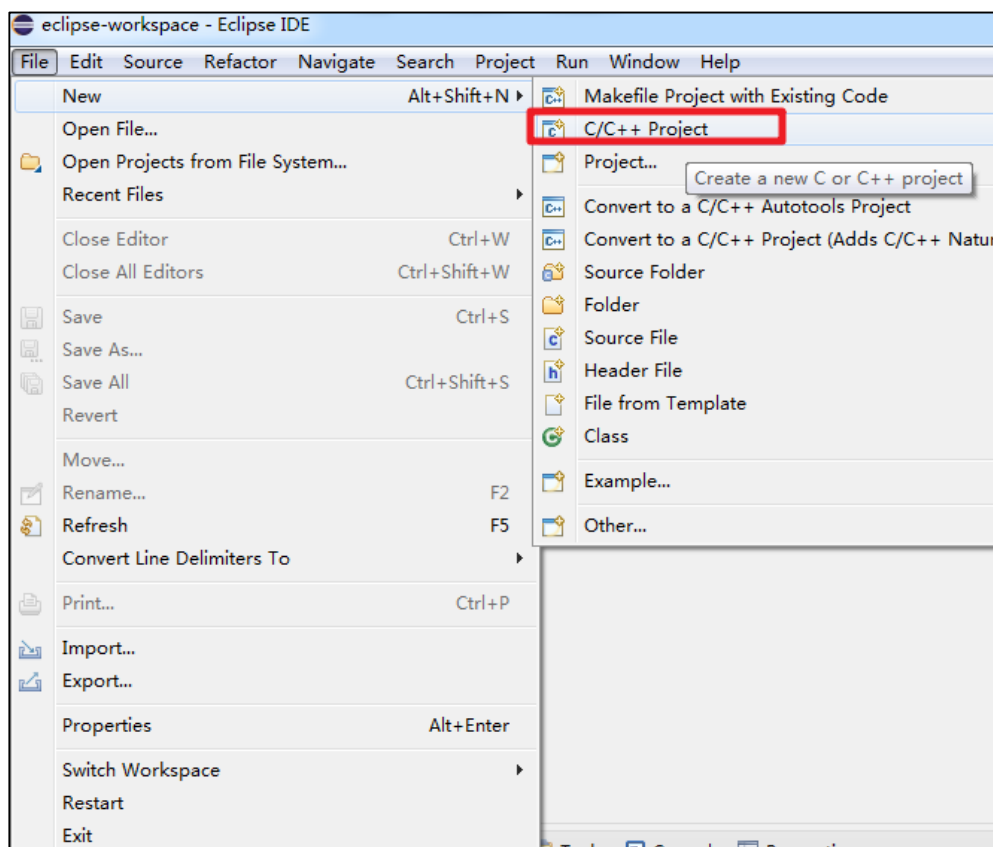 eclipse-workspace - Eclipse IDE
File Edit Source Refactor Navigate Search Project Run Window Help
New Alt+Shift+N
Open File...
Open Projects from File System...
Recent Files
Close Editor Ctrl+W
Close All Editors Ctrl+Shift+W
Save Ctrl+S
Save As...
Save All Ctrl+Shift+S
Revert
Move...
Rename... F2
Refresh F5
Convert Line Delimiters To
Print... Ctrl+P
Import...
Export...
Properties Alt+Enter
Switch Workspace
Restart
Exit
Makefile Project with Existing Code
C/C++ Project
Project...
Create a new C or C++ project
Convert to a C/C++ Autotools Project
Convert to a C/C++ Project (Adds C/C++ Natur
Source Folder
Folder
Source File
Header File
File from Template
Class
Example...
Other...